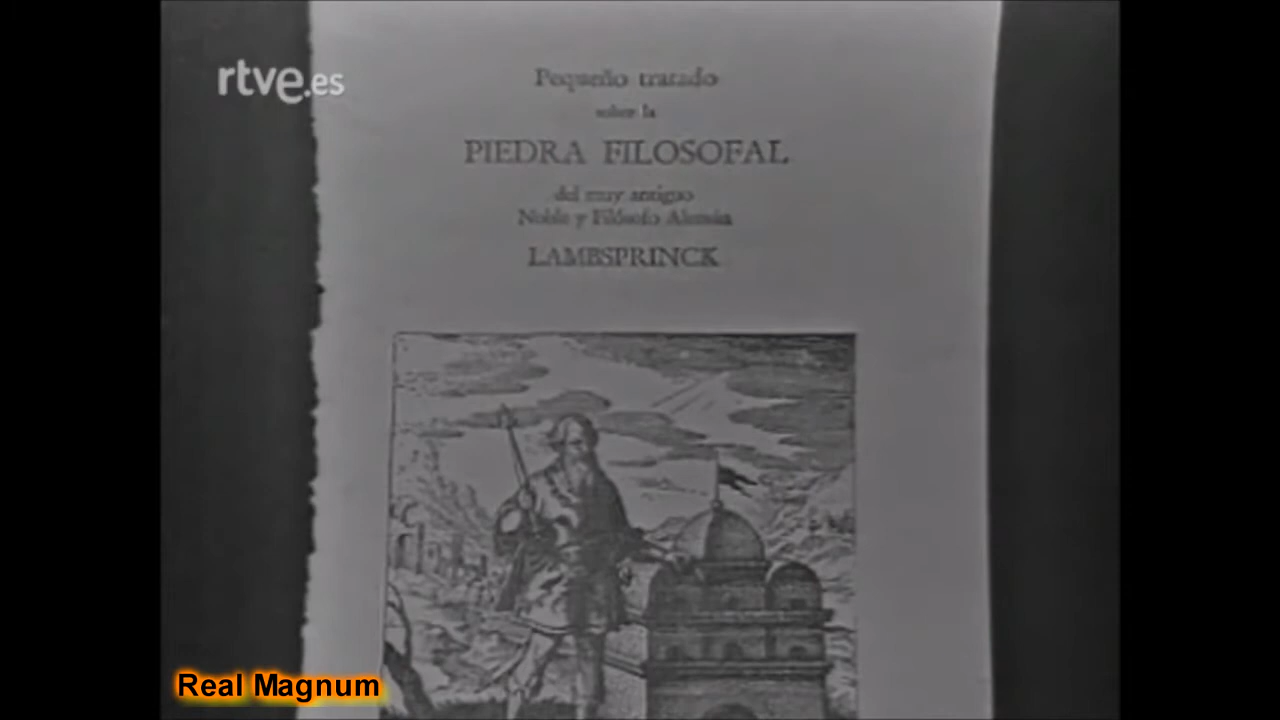 rtve.es
Pequeño tratado
sobre la
PIEDRA FILOSOFAL
del muy antiguo
Noble y Filósofo Alemán
LAMBSPRINCK
Real Magnum